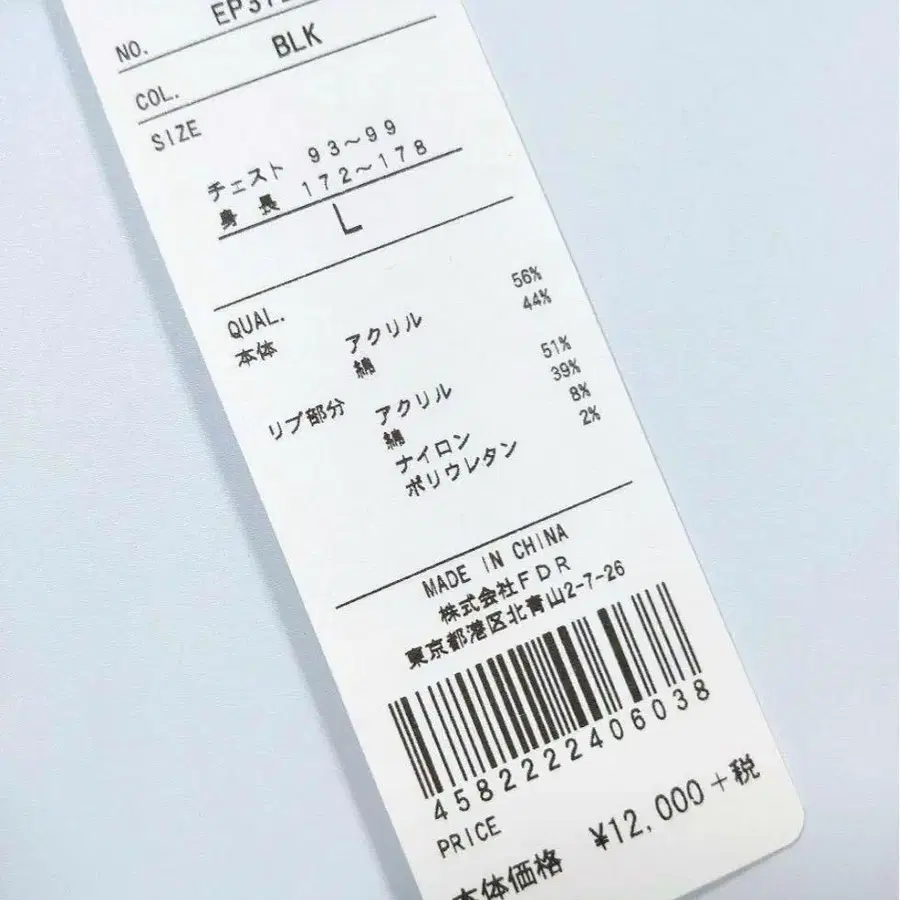 NO.
COL. BLK
SIZE
チェスト 93～99
身 長 172～178
L
QUAL.
本体 アクリル 56%
綿 44%
リブ部分 アクリル 51%
綿 39%
ナイロン 8%
ポリウレタン 2%
MADE IN CHINA
株式会社FDR
東京都港区北青山2-7-26
4582222406038
PRICE
本体価格 ¥12,000+税